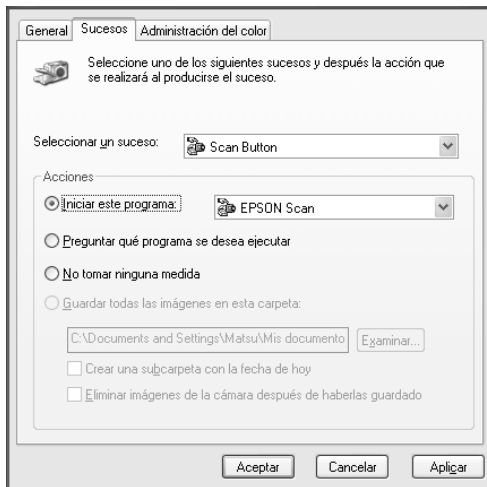 General Sucesos Administración del color
Seleccione uno de los siguientes sucesos y después la acción que
se realizará al producirse el suceso.
Seleccionar un suceso: Scan Button
Acciones
Iniciar este programa: EPSON Scan
Preguntar qué programa se desea ejecutar
No tomar ninguna medida
Guardar todas las imágenes en esta carpeta:
C:\Documents and Settings\Matsu\Mis documento Examinar...
Crear una subcarpeta con la fecha de hoy
Eliminar imágenes de la cámara después de haberlas guardado
Aceptar Cancelar Aplicar